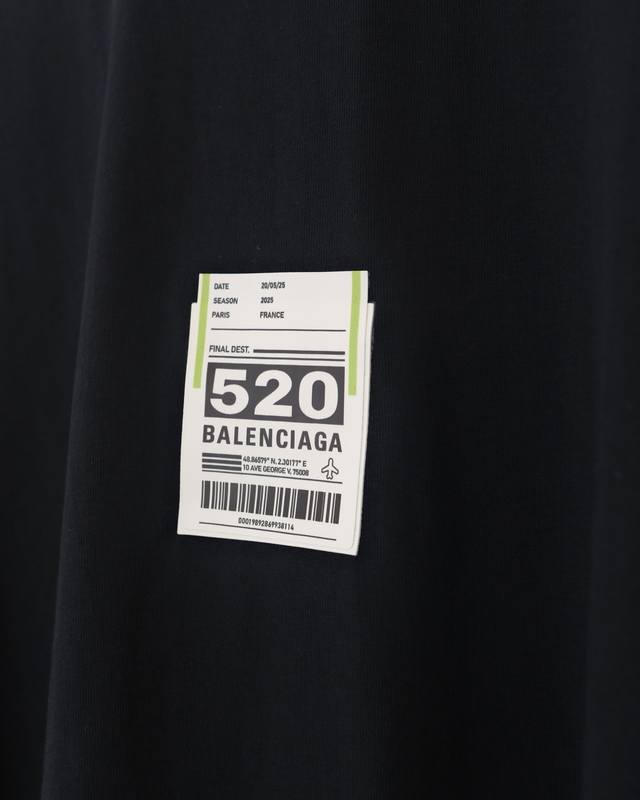 DATE 20/05/25
SEASON 2025
PARIS FRANCE
FINAL DEST.
520
BALENCIAGA
48.86579° N, 2.30177° E
10 AVE GEORGE V, 75008
00019892869938114